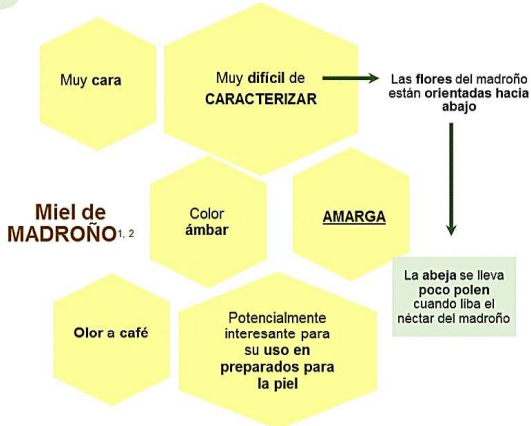 Muy cara
Muy difícil de
CARACTERIZAR
Las flores del madroño
están orientadas hacia
abajo
Miel de
MADROÑO1, 2
Color
ámbar
AMARGA
La abeja se lleva
poco polen
cuando liba el
néctar del madroño
Olor a café
Potencialmente
interesante para
su uso en
preparados para
la piel